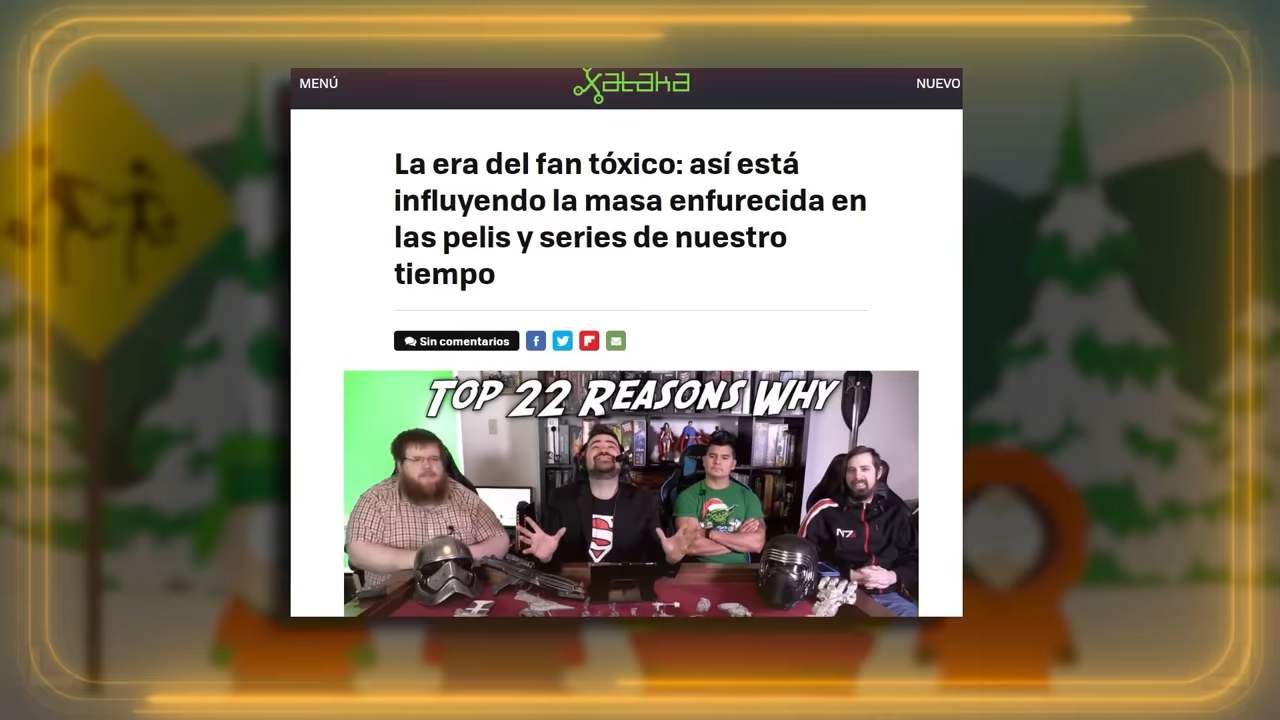 MENÚ
xataka
NUEVO
La era del fan tóxico: así está
influyendo la masa enfurecida en
las pelis y series de nuestro
tiempo
Sin comentarios
f
TOP 22 REASONS WHY
N7